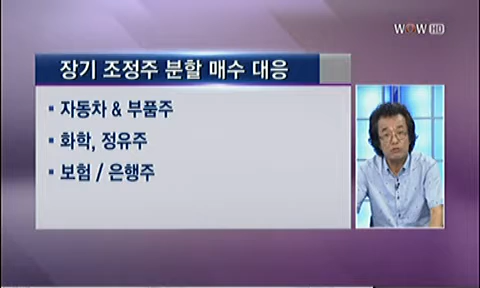 WOW HD
장기 조정주 분할 매수 대응
▪ 자동차 & 부품주
▪ 화학, 정유주
▪ 보험 / 은행주